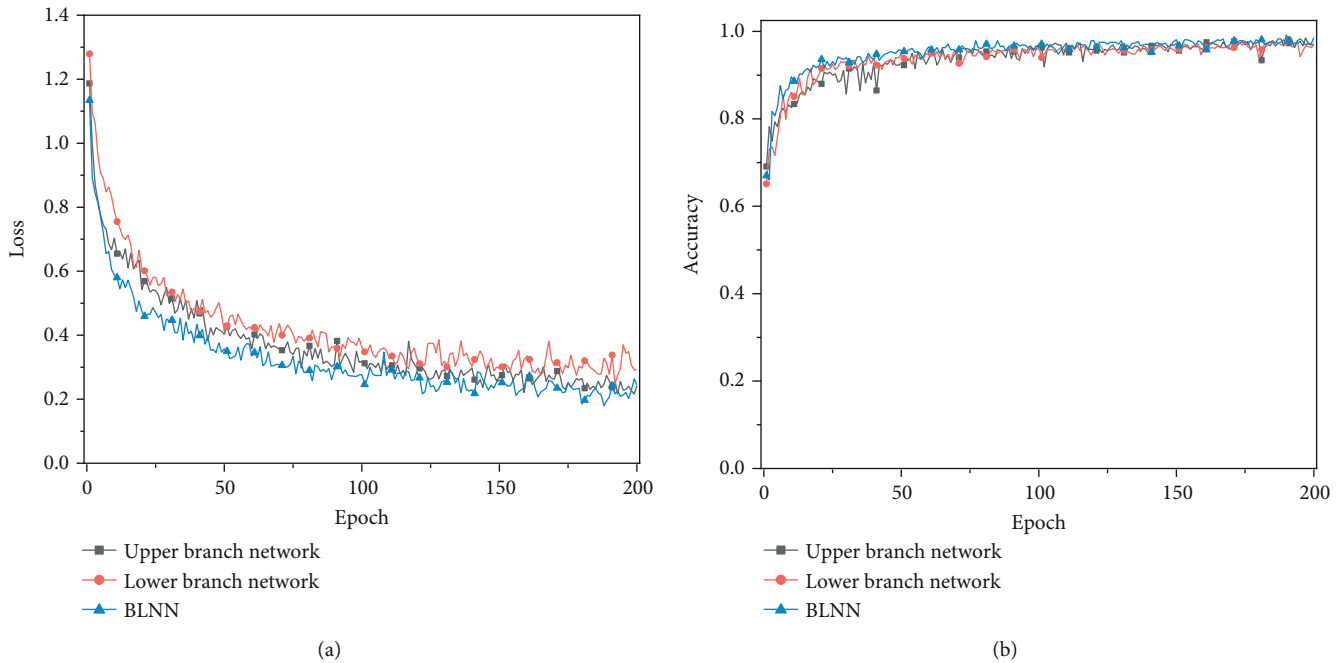 1.4
1.2
1.0
0.8
0.6
0.4
0.2
0.0
Loss
0
50
100
150
200
Epoch
Upper branch network
Lower branch network
BLNN
(a)
1.0
0.8
0.6
0.4
0.2
0.0
Accuracy
0
50
100
150
200
Epoch
Upper branch network
Lower branch network
BLNN
(b)